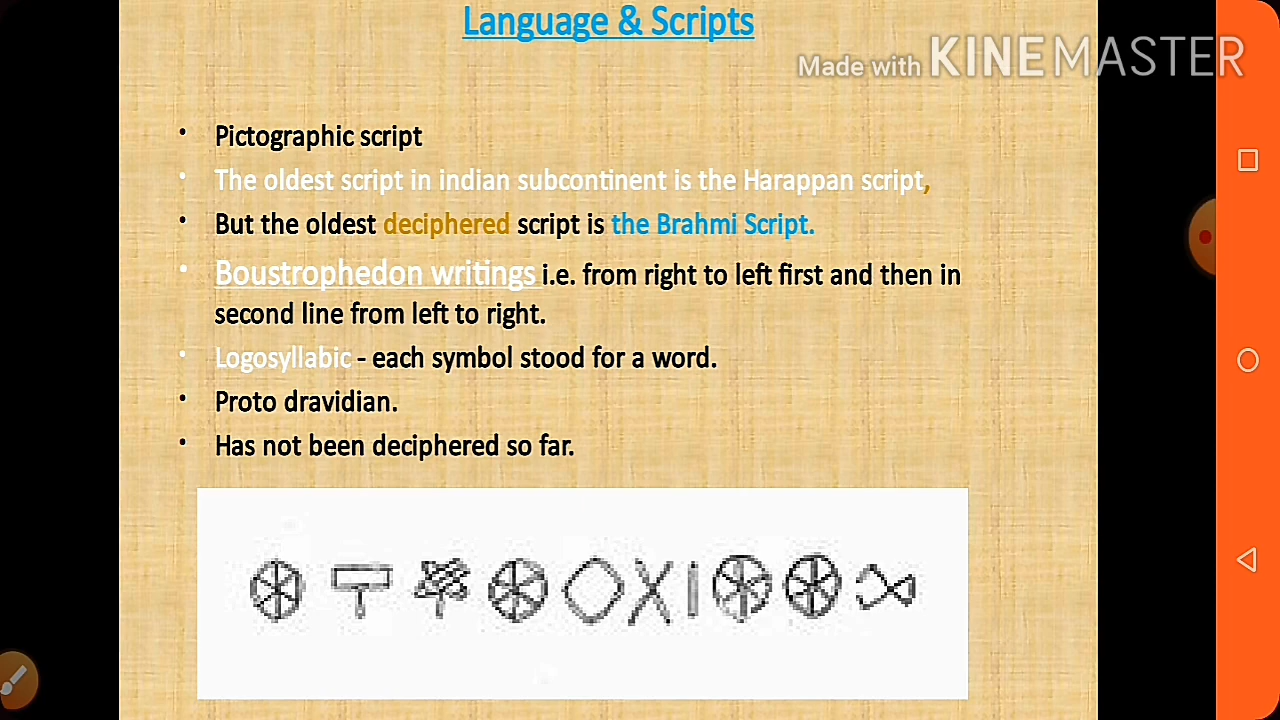 Language & Scripts
Made with KINEMASTER
• Pictographic script
• The oldest script in indian subcontinent is the Harappan script,
• But the oldest deciphered script is the Brahmi Script.
• Boustrophedon writings i.e. from right to left first and then in
second line from left to right.
• Logosyllabic - each symbol stood for a word.
• Proto dravidian.
• Has not been deciphered so far.